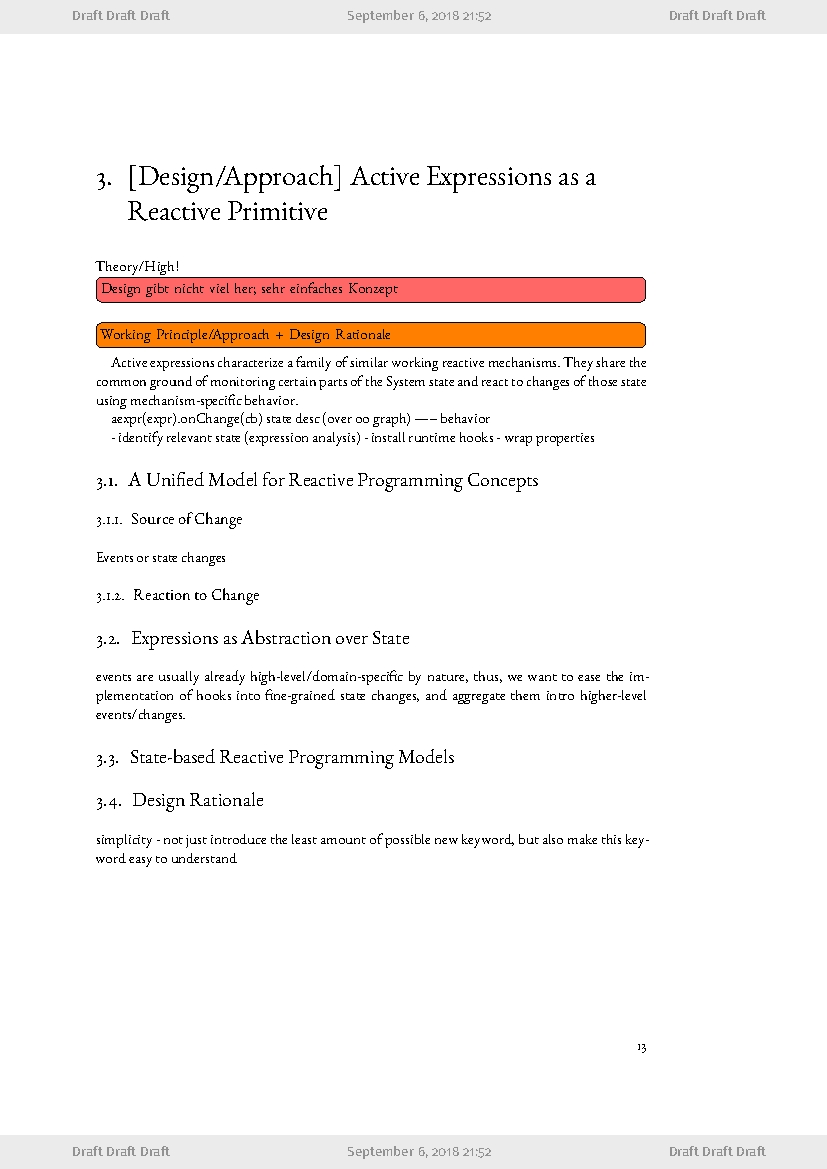 Draft Draft Draft September 6, 2018 21:52 Draft Draft Draft
3. [Design/Approach] Active Expressions as a
Reactive Primitive
Theory/High!
Design gibt nicht viel her; sehr einfaches Konzept
Working Principle/Approach + Design Rationale
Active expressions characterize a family of similar working reactive mechanisms. They share the
common ground of monitoring certain parts of the System state and react to changes of those state
using mechanism-specific behavior.
aexpr(expr).onChange(cb) state desc (over oo graph) —– behavior
- identify relevant state (expression analysis) - install runtime hooks - wrap properties
3.1. A Unified Model for Reactive Programming Concepts
3.1.1. Source of Change
Events or state changes
3.1.2. Reaction to Change
3.2. Expressions as Abstraction over State
events are usually already high-level/domain-specific by nature, thus, we want to ease the im-
plementation of hooks into fine-grained state changes, and aggregate them intro higher-level
events/changes.
3.3. State-based Reactive Programming Models
3.4. Design Rationale
simplicity - not just introduce the least amount of possible new keyword, but also make this key-
word easy to understand
13
Draft Draft Draft September 6, 2018 21:52 Draft Draft Draft